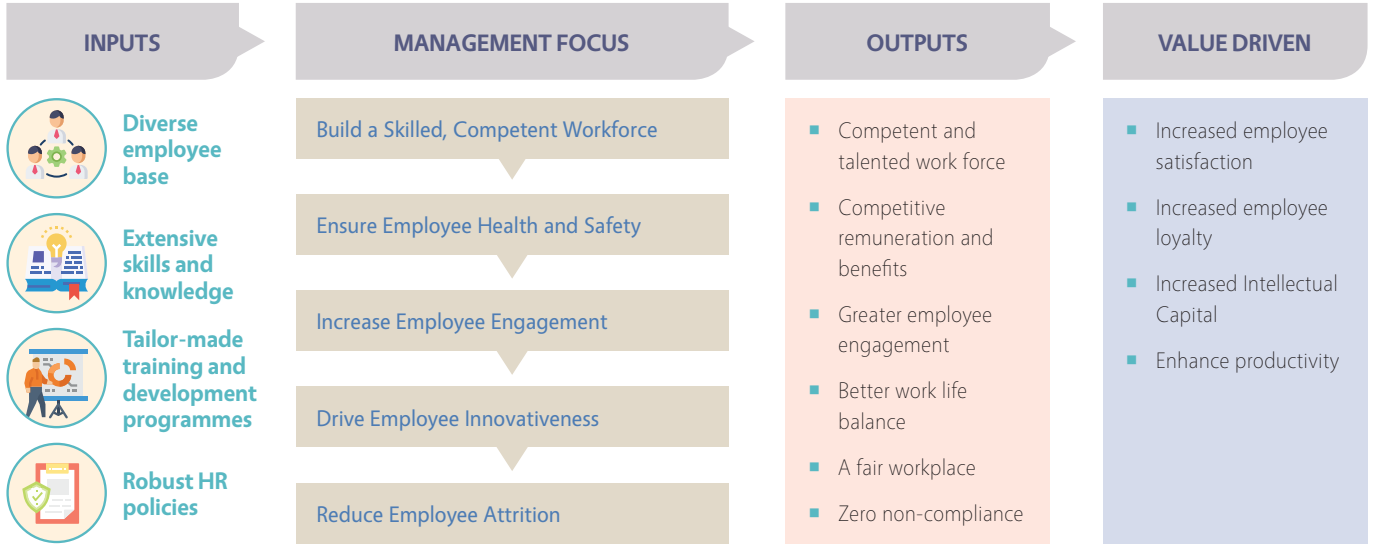 INPUTS
Diverse
employee
base
Extensive
skills and
knowledge
Tailor-made
training and
development
programmes
Robust HR
policies
MANAGEMENT FOCUS
Build a Skilled, Competent Workforce
Ensure Employee Health and Safety
Increase Employee Engagement
Drive Employee Innovativeness
Reduce Employee Attrition
OUTPUTS
Competent and
talented work force
Competitive
remuneration and
benefits
Greater employee
engagement
Better work life
balance
A fair workplace
Zero non-compliance
VALUE DRIVEN
Increased employee
satisfaction
Increased employee
loyalty
Increased Intellectual
Capital
Enhance productivity